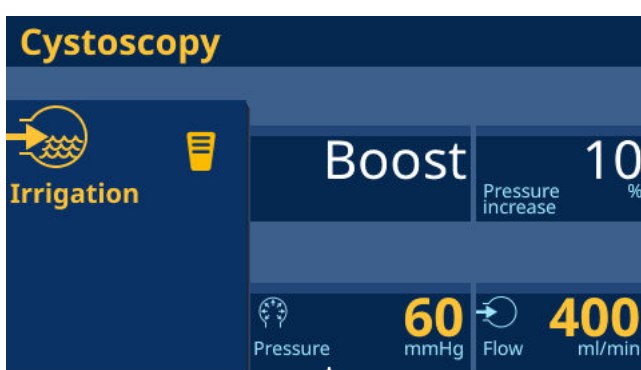 Cystoscopy
Irrigation
Boost
10
Pressure
increase
%
60
400
Pressure
mmHg
Flow
ml/min